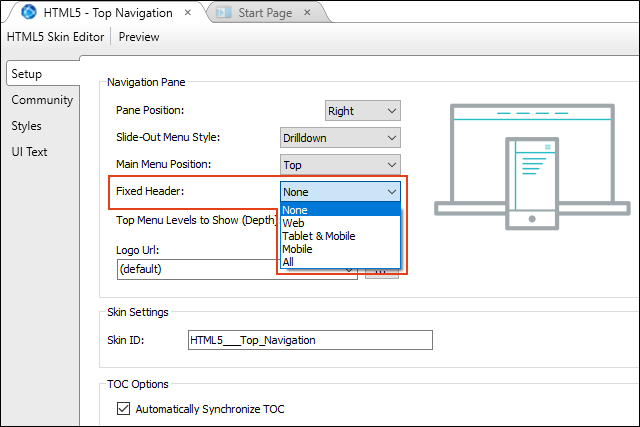 HTML5 - Top Navigation
Start Page
HTML5 Skin Editor Preview
Setup
Community
Styles
UI Text
Navigation Pane
Pane Position: Right
Slide-Out Menu Style: Drilldown
Main Menu Position: Top
Fixed Header: None
None
Web
Tablet & Mobile
Mobile
All
Top Menu Levels to Show (Depth)
Logo Url:
(default)
Skin Settings
Skin ID: HTML5___Top_Navigation
TOC Options
Automatically Synchronize TOC